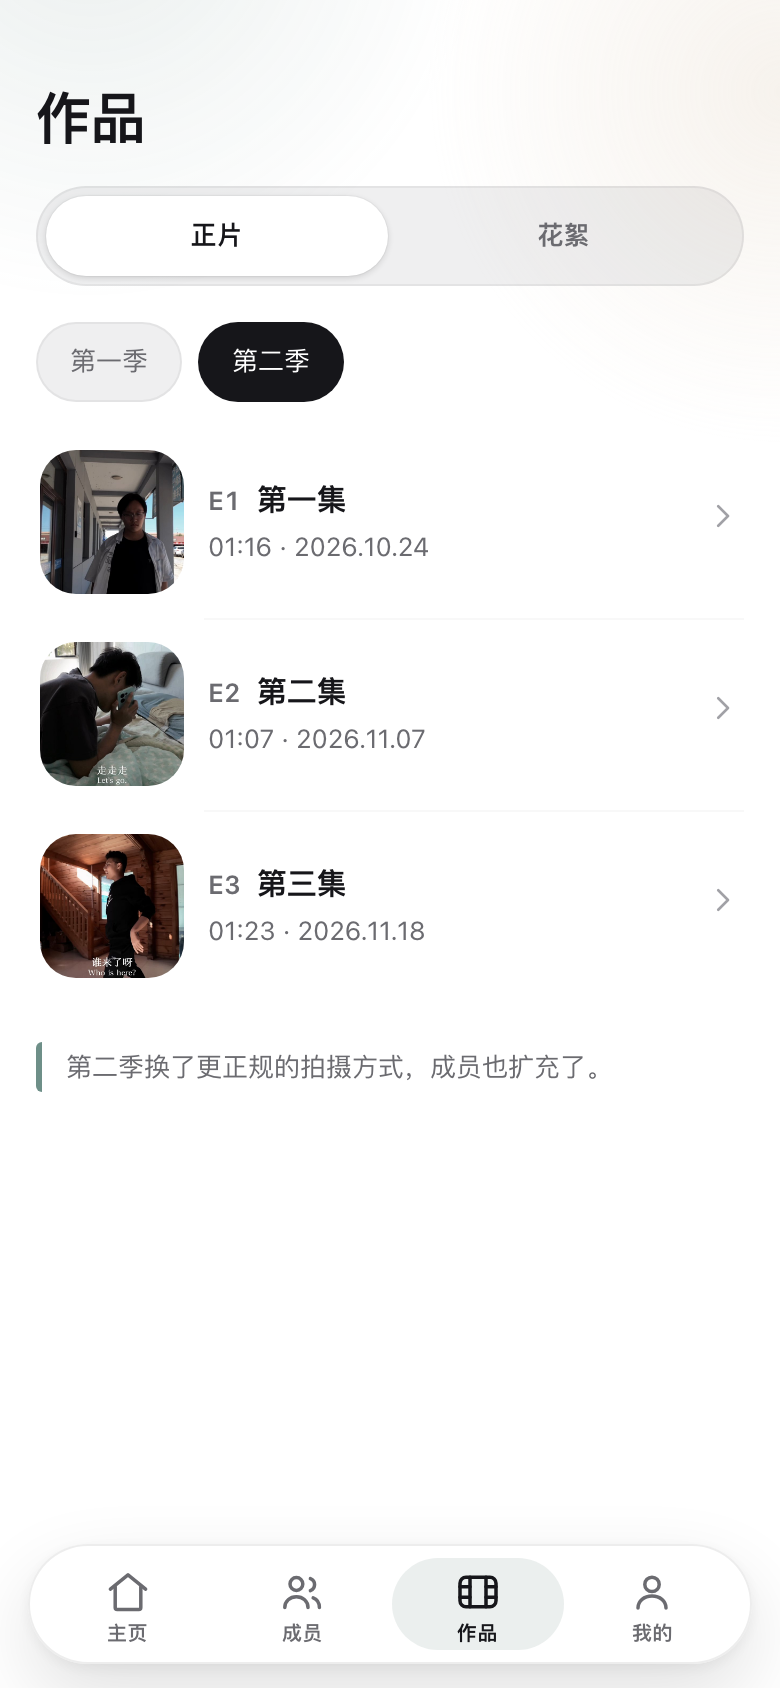 作品
正片
花絮
第一季
第二季
E1 第一集
01:16 · 2026.10.24
走走走
Let's go.
E2 第二集
01:07 · 2026.11.07
谁来了呀
Who is here?
E3 第三集
01:23 · 2026.11.18
第二季换了更正规的拍摄方式，成员也扩充了。
主页
成员
作品
我的